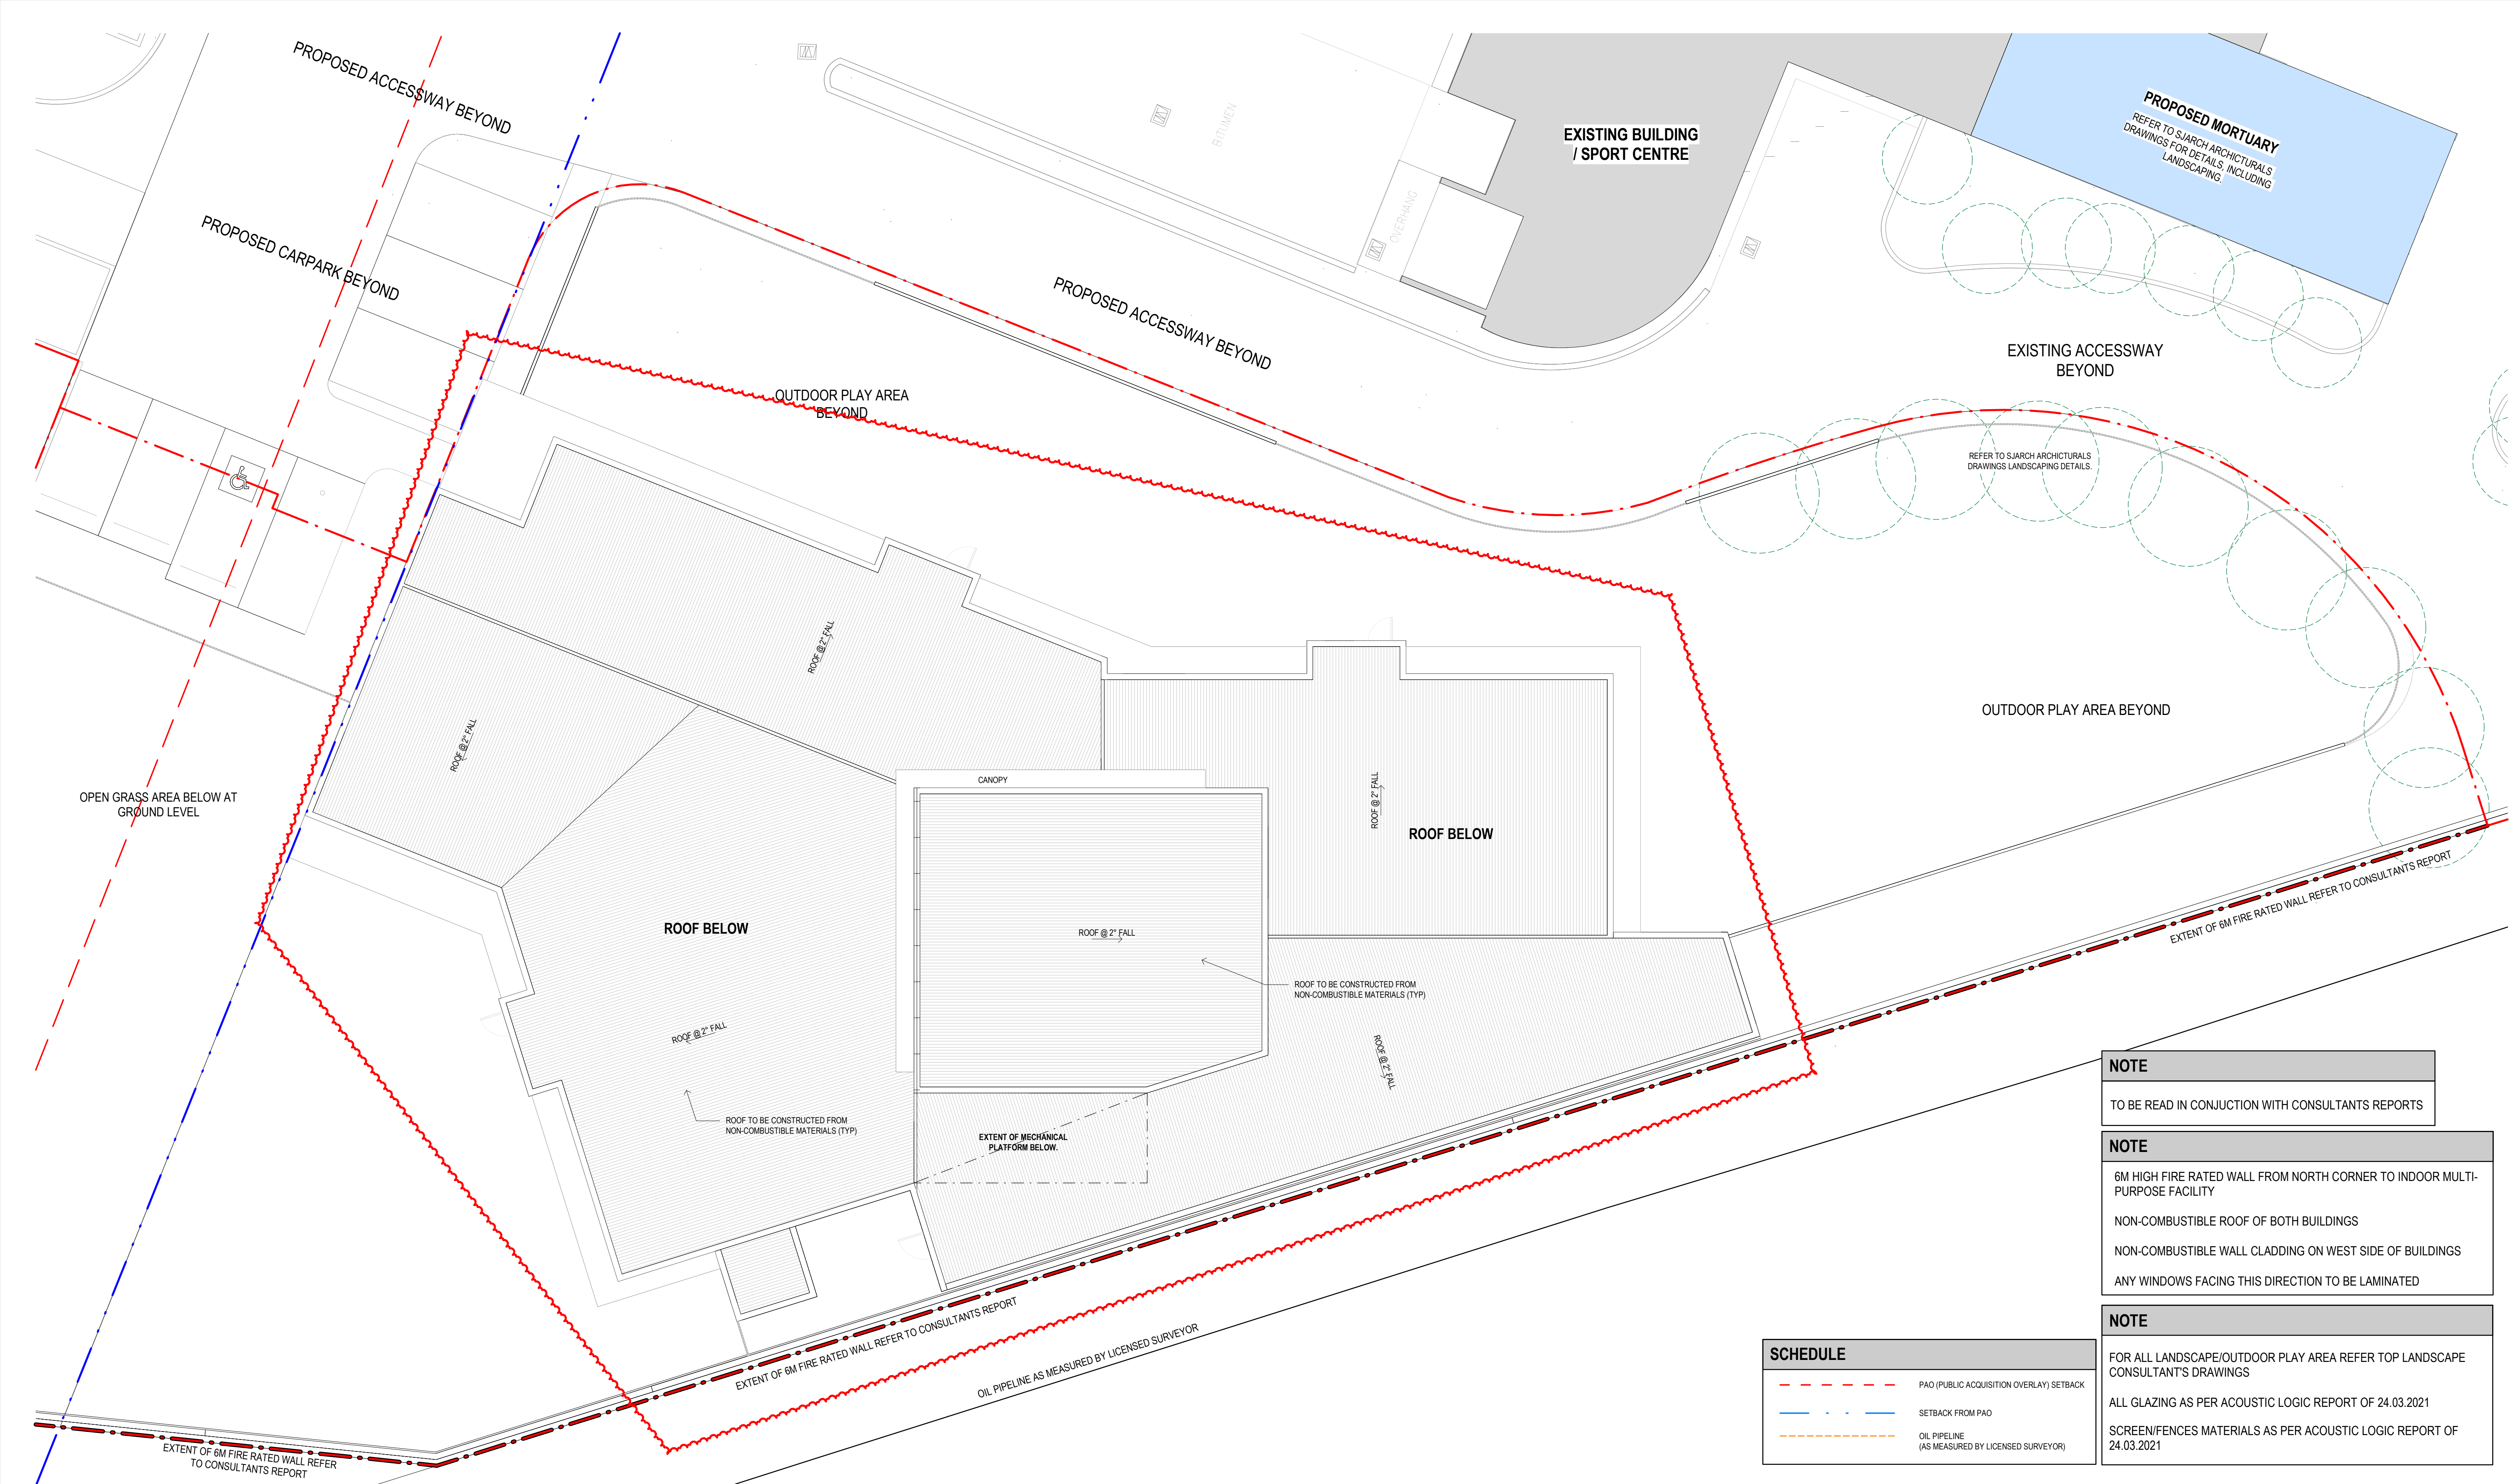 PROPOSED ACCESSWAY BEYOND
PROPOSED CARPARK BEYOND
BITUMEN
OVERHANG
EXISTING BUILDING
/ SPORT CENTRE
PROPOSED MORTUARY
REFER TO SJARCH ARCHICTURALS
DRAWINGS FOR DETAILS, INCLUDING
LANDSCAPING.
PROPOSED ACCESSWAY BEYOND
EXISTING ACCESSWAY
BEYOND
OUTDOOR PLAY AREA
BEYOND
REFER TO SJARCH ARCHICTURALS
DRAWINGS LANDSCAPING DETAILS.
ROOF @ 2° FALL
ROOF @ 2° FALL
OUTDOOR PLAY AREA BEYOND
OPEN GRASS AREA BELOW AT
GROUND LEVEL
CANOPY
ROOF @ 2° FALL
ROOF BELOW
ROOF BELOW
ROOF @ 2° FALL
ROOF TO BE CONSTRUCTED FROM
NON-COMBUSTIBLE MATERIALS (TYP)
ROOF @ 2° FALL
ROOF @ 2° FALL
ROOF TO BE CONSTRUCTED FROM
NON-COMBUSTIBLE MATERIALS (TYP)
EXTENT OF MECHANICAL
PLATFORM BELOW.
EXTENT OF 6M FIRE RATED WALL REFER TO CONSULTANTS REPORT
EXTENT OF 6M FIRE RATED WALL REFER TO CONSULTANTS REPORT
OIL PIPELINE AS MEASURED BY LICENSED SURVEYOR
EXTENT OF 6M FIRE RATED WALL REFER
TO CONSULTANTS REPORT
NOTE
TO BE READ IN CONJUCTION WITH CONSULTANTS REPORTS
NOTE
6M HIGH FIRE RATED WALL FROM NORTH CORNER TO INDOOR MULTI-
PURPOSE FACILITY
NON-COMBUSTIBLE ROOF OF BOTH BUILDINGS
NON-COMBUSTIBLE WALL CLADDING ON WEST SIDE OF BUILDINGS
ANY WINDOWS FACING THIS DIRECTION TO BE LAMINATED
NOTE
FOR ALL LANDSCAPE/OUTDOOR PLAY AREA REFER TOP LANDSCAPE
CONSULTANT'S DRAWINGS
ALL GLAZING AS PER ACOUSTIC LOGIC REPORT OF 24.03.2021
SCREEN/FENCES MATERIALS AS PER ACOUSTIC LOGIC REPORT OF
24.03.2021
SCHEDULE
PAO (PUBLIC ACQUISITION OVERLAY) SETBACK
SETBACK FROM PAO
OIL PIPELINE
(AS MEASURED BY LICENSED SURVEYOR)